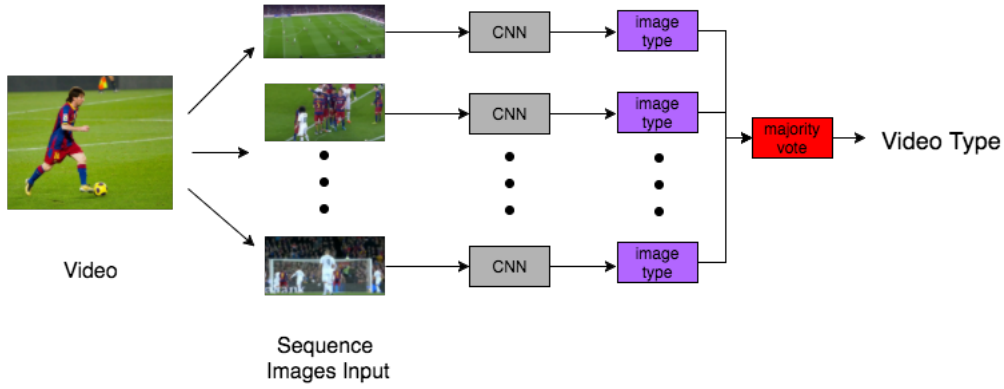 CNN
image
type
CNN
image
type
majority
vote
Video Type
CNN
image
type
Video
Sequence
Images Input